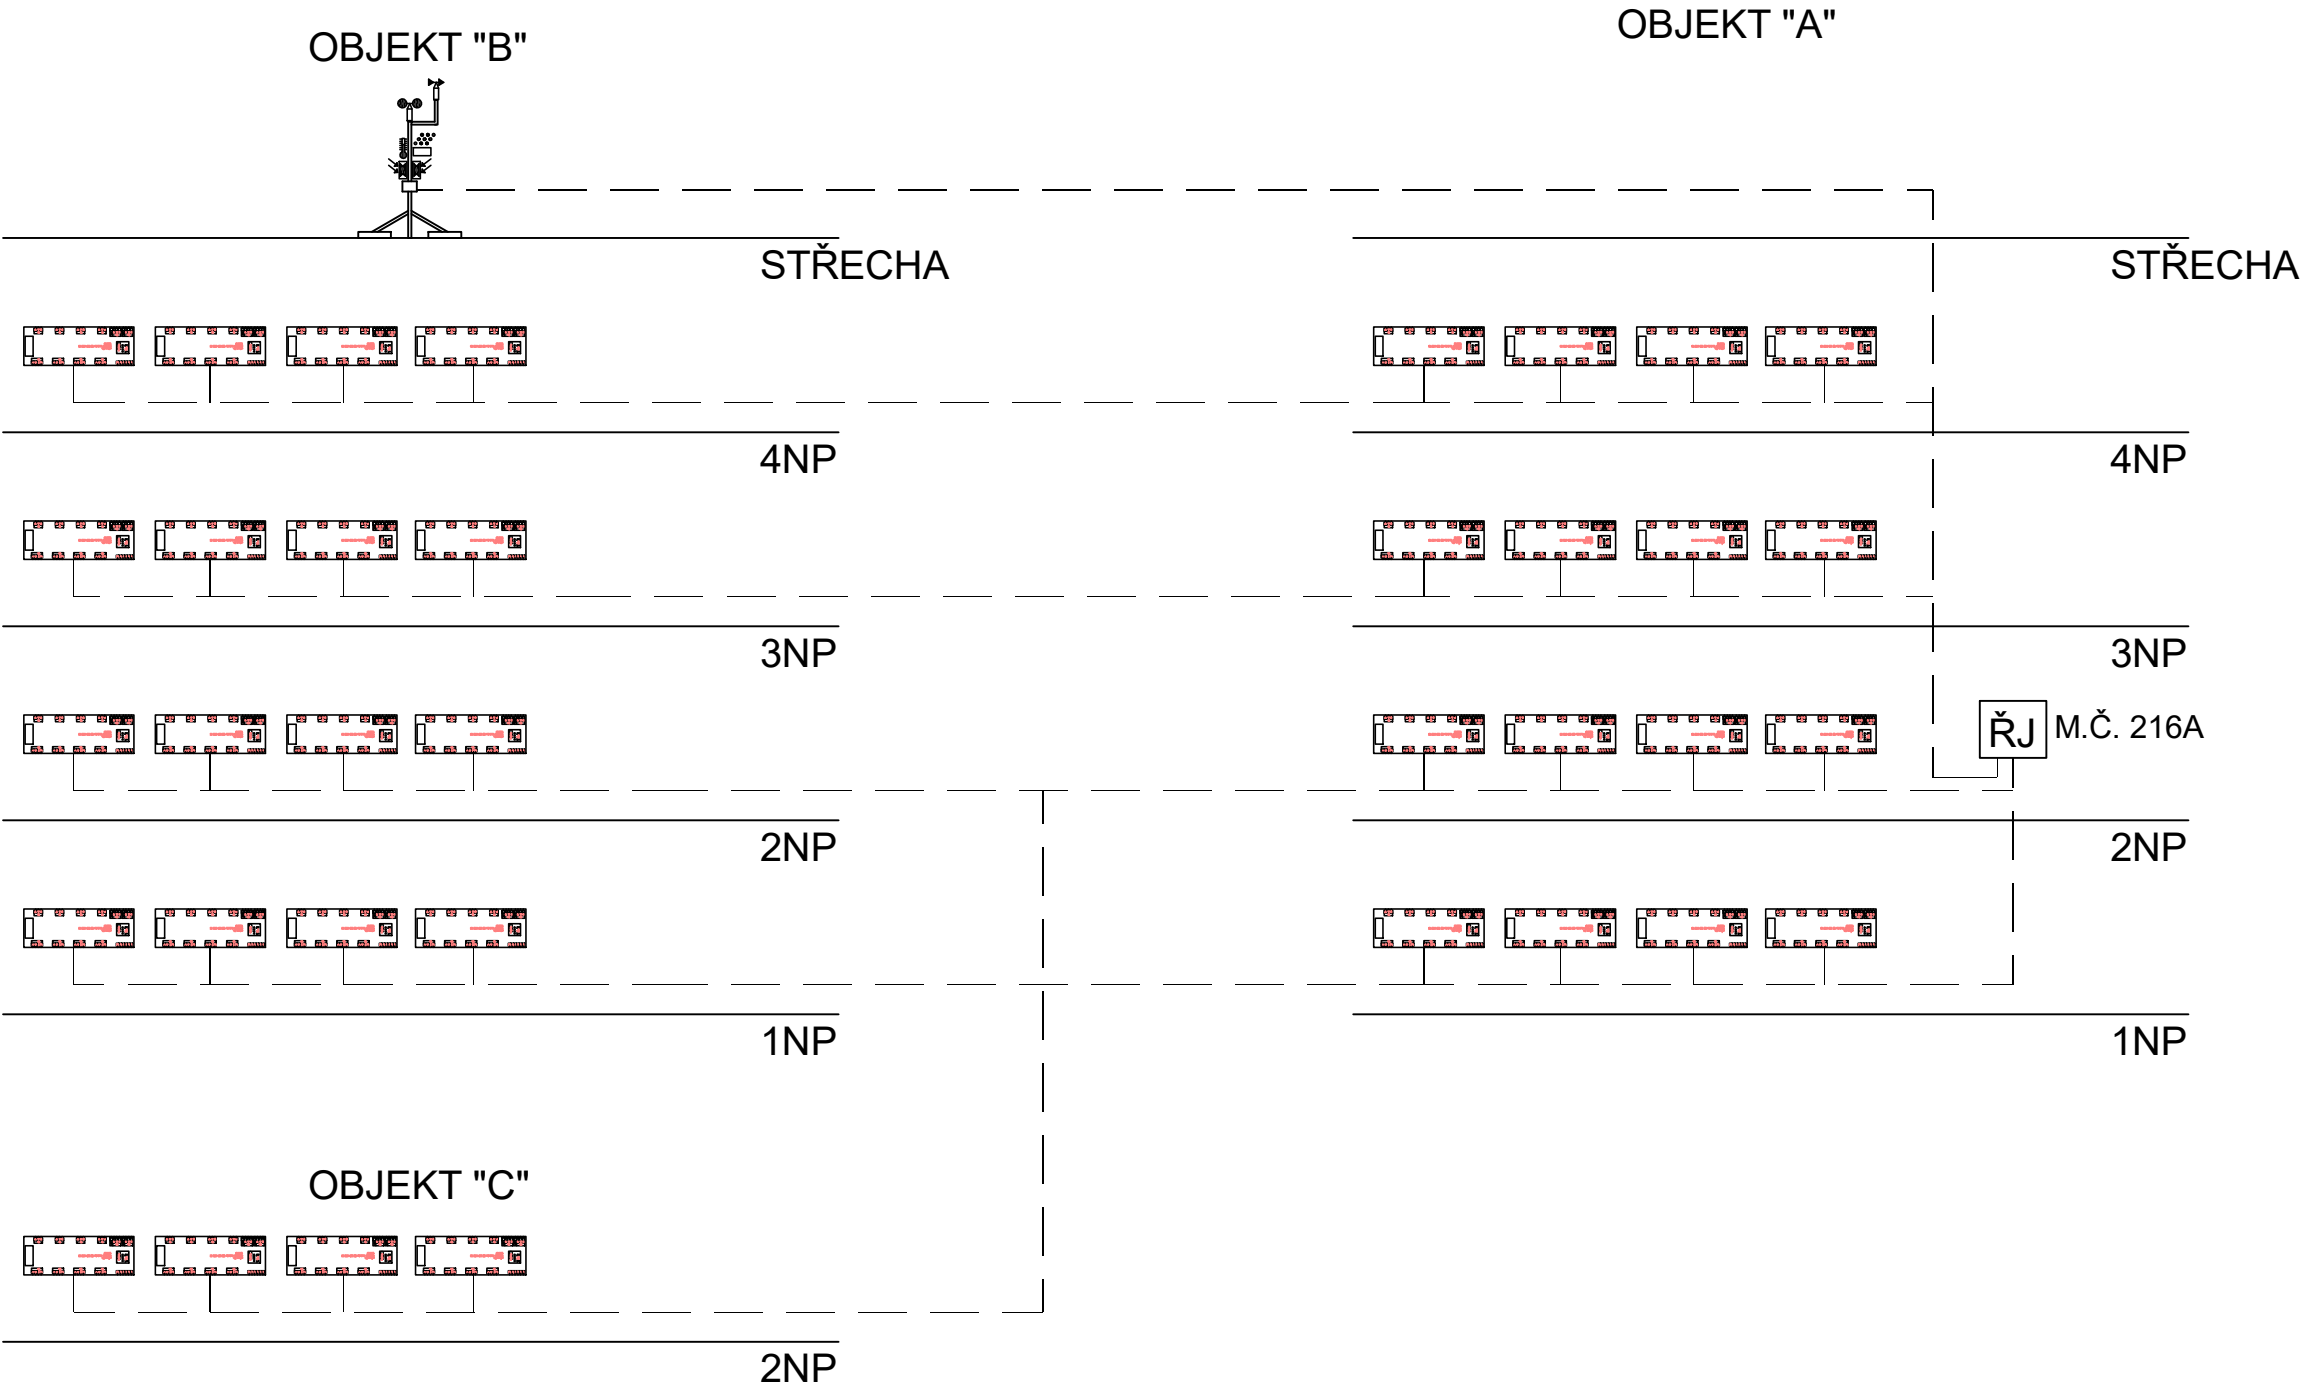 OBJEKT "A"
OBJEKT "B"
STŘECHA
STŘECHA
4NP
4NP
3NP
3NP
ŘJ
M.Č. 216A
2NP
2NP
1NP
1NP
OBJEKT "C"
2NP